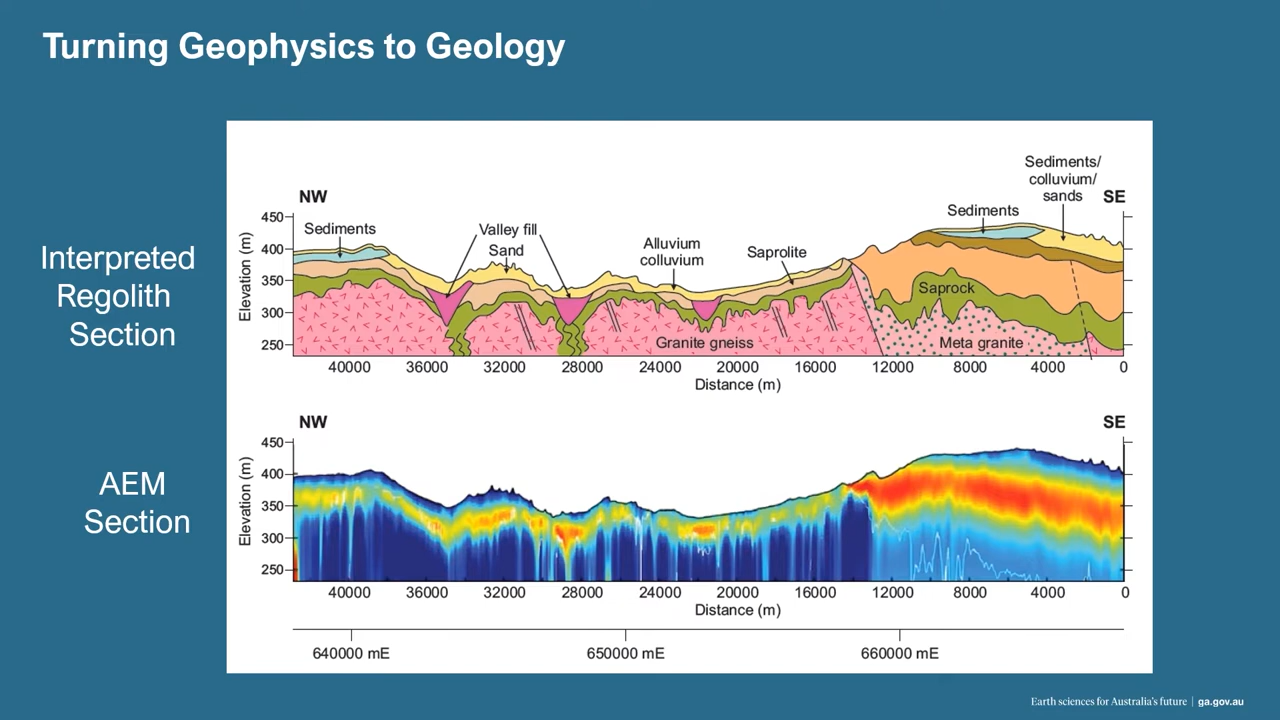 Turning Geophysics to Geology
Interpreted
Regolith
Section
NW
SE
Sediments/
colluvium/
sands
Sediments
Valley fill
Sand
Alluvium
colluvium
Saprolite
Sediments
Saprock
Granite gneiss
Meta granite
Elevation (m)
450
400
350
300
250
40000 36000 32000 28000 24000 20000 16000 12000 8000 4000 0
Distance (m)
AEM
Section
NW
SE
Elevation (m)
450
400
350
300
250
40000 36000 32000 28000 24000 20000 16000 12000 8000 4000 0
Distance (m)
640000 mE 650000 mE 660000 mE
Earth sciences for Australia's future | ga.gov.au